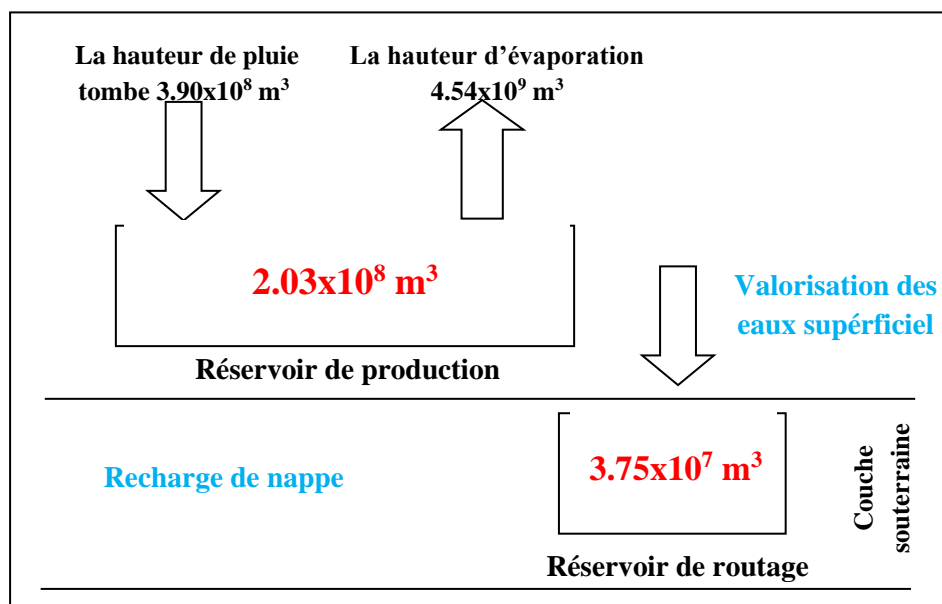 La hauteur de pluie
tombe 3.90x10⁸ m³
La hauteur d’évaporation
4.54x10⁹ m³
2.03x10⁸ m³
Réservoir de production
Valorisation des
eaux supérficiel
Recharge de nappe
3.75x10⁷ m³
Réservoir de routage
Couche
souterraine